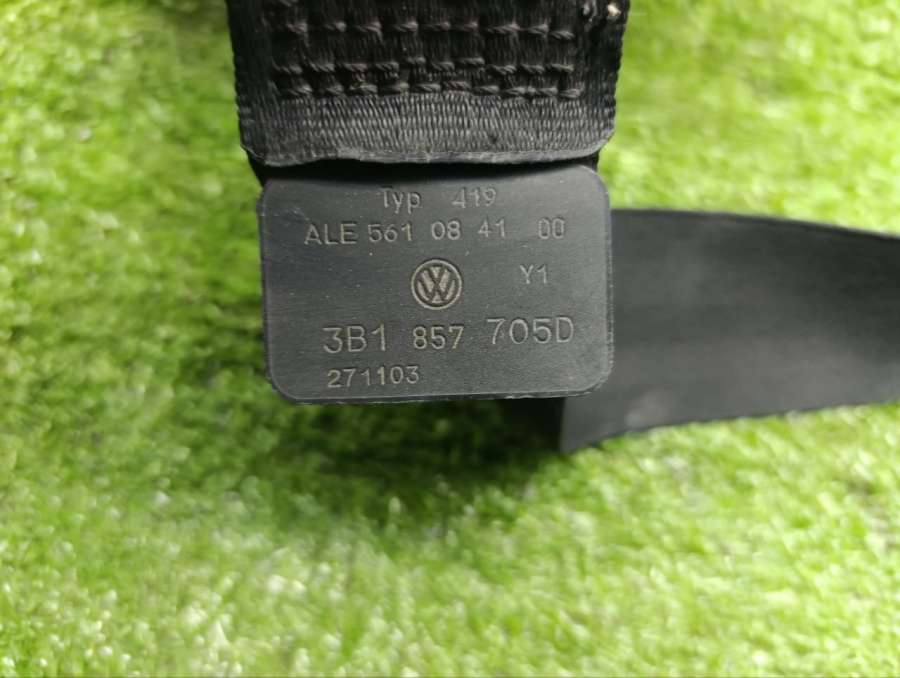 Typ 419
ALE 561 08 41 00
Y1
3B1 857 705D
271103